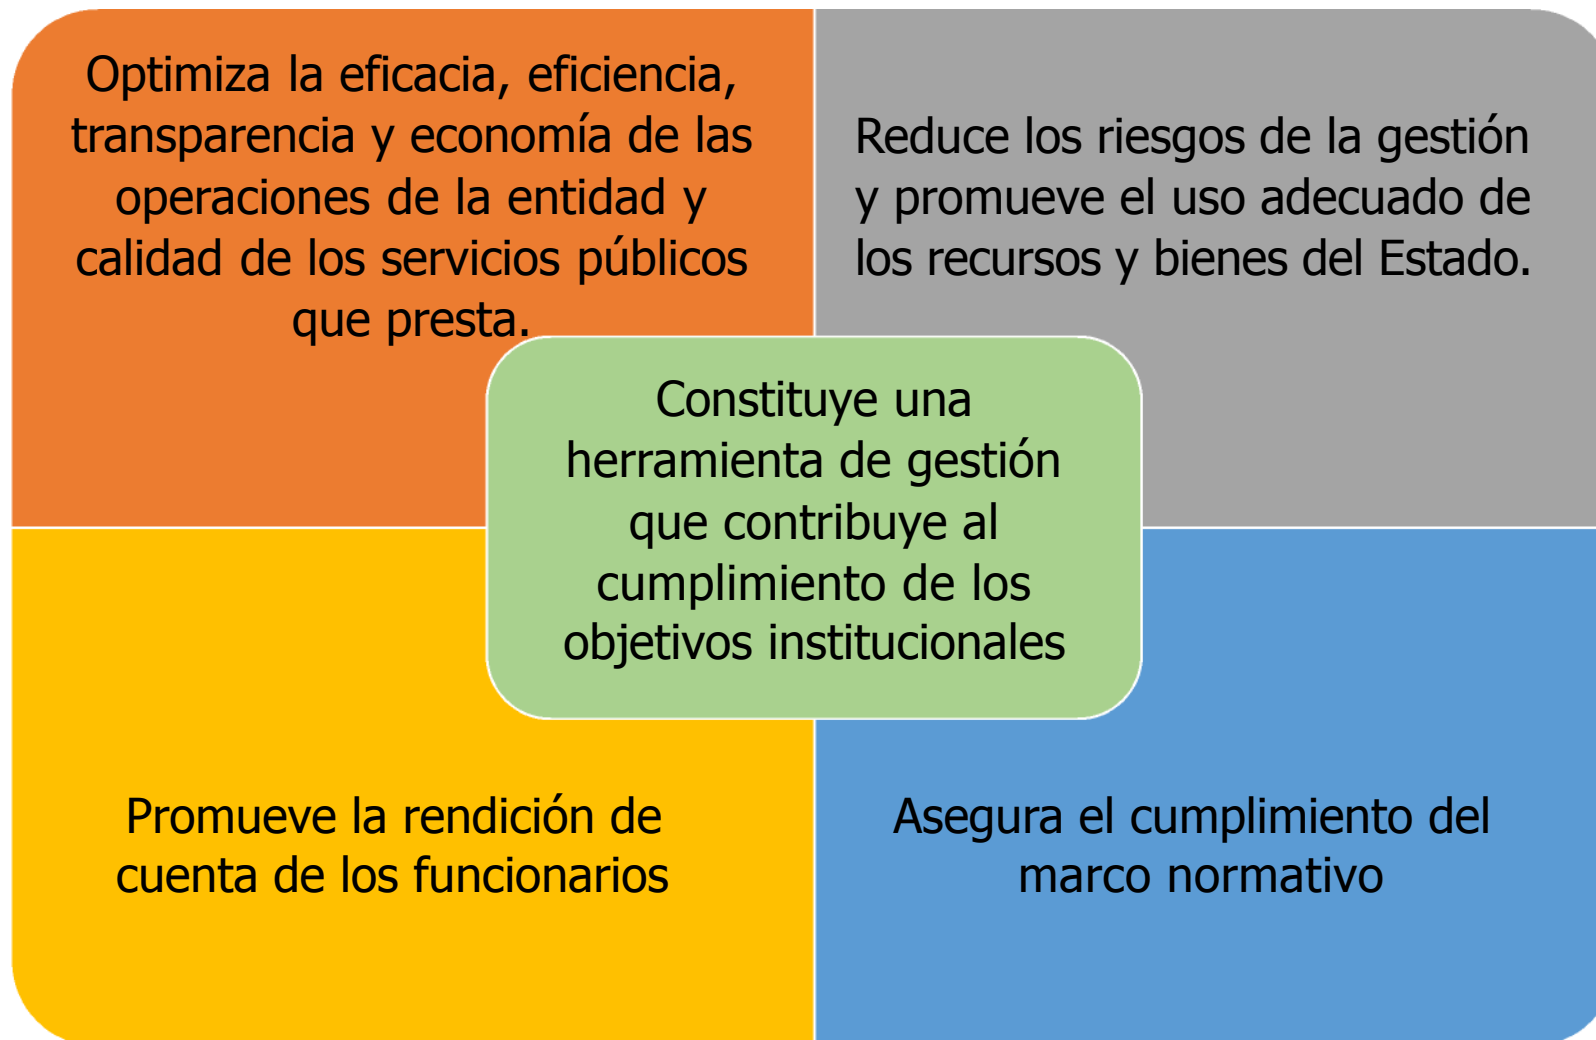 Optimiza la eficacia, eficiencia,
transparencia y economía de las
operaciones de la entidad y
calidad de los servicios públicos
que presta.
Reduce los riesgos de la gestión
y promueve el uso adecuado de
los recursos y bienes del Estado.
Constituye una
herramienta de gestión
que contribuye al
cumplimiento de los
objetivos institucionales
Promueve la rendición de
cuenta de los funcionarios
Asegura el cumplimiento del
marco normativo